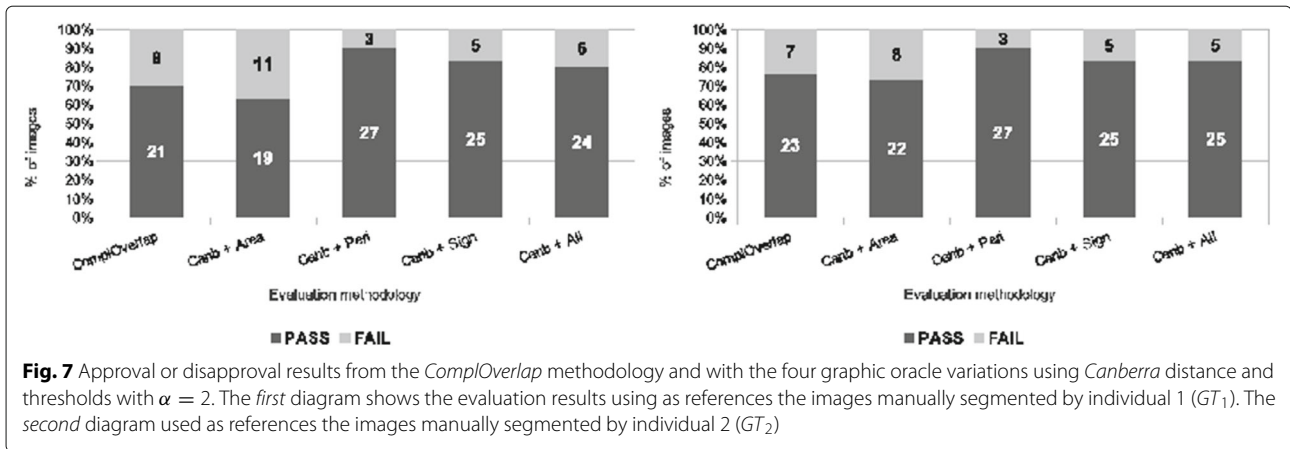 100%
90%
80%
70%
60%
50%
40%
30%
20%
10%
0%
% of images
9
11
3
5
6
21
19
27
25
24
ComplOverlap
Canb + Area
Canb + Peri
Canb + Sign
Canb + All
Evaluation methodology
PASS FAIL
100%
90%
80%
70%
60%
50%
40%
30%
20%
10%
0%
% of images
7
8
3
5
5
23
22
27
25
25
ComplOverlap
Canb + Area
Canb + Peri
Canb + Sign
Canb + All
Evaluation methodology
PASS FAIL
Fig. 7 Approval or disapproval results from the ComplOverlap methodology and with the four graphic oracle variations using Canberra distance and
thresholds with α = 2. The first diagram shows the evaluation results using as references the images manually segmented by individual 1 (GT1). The
second diagram used as references the images manually segmented by individual 2 (GT2)